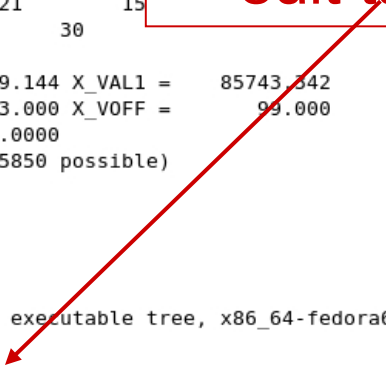 21 15
30
9.144 X_VAL1 = 85743.342
3.000 X_VOFF = 99.000
.0000
5850 possible)
executable tree, x86_64-fedora6